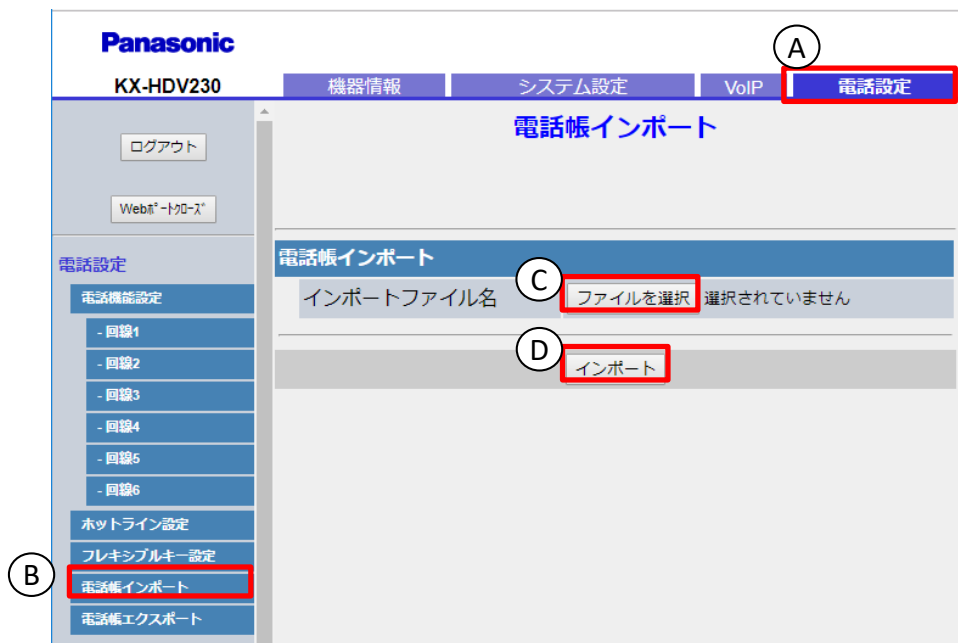 Panasonic
A
KX-HDV230
機器情報
システム設定
VoIP
電話設定
ログアウト
Webﾎﾟｰﾄｸﾛｰｽﾞ
電話設定
電話機能設定
- 回線1
- 回線2
- 回線3
- 回線4
- 回線5
- 回線6
ホットライン設定
フレキシブルキー設定
B
電話帳インポート
電話帳エクスポート
電話帳インポート
電話帳インポート
インポートファイル名
C
ファイルを選択 選択されていません
D
インポート